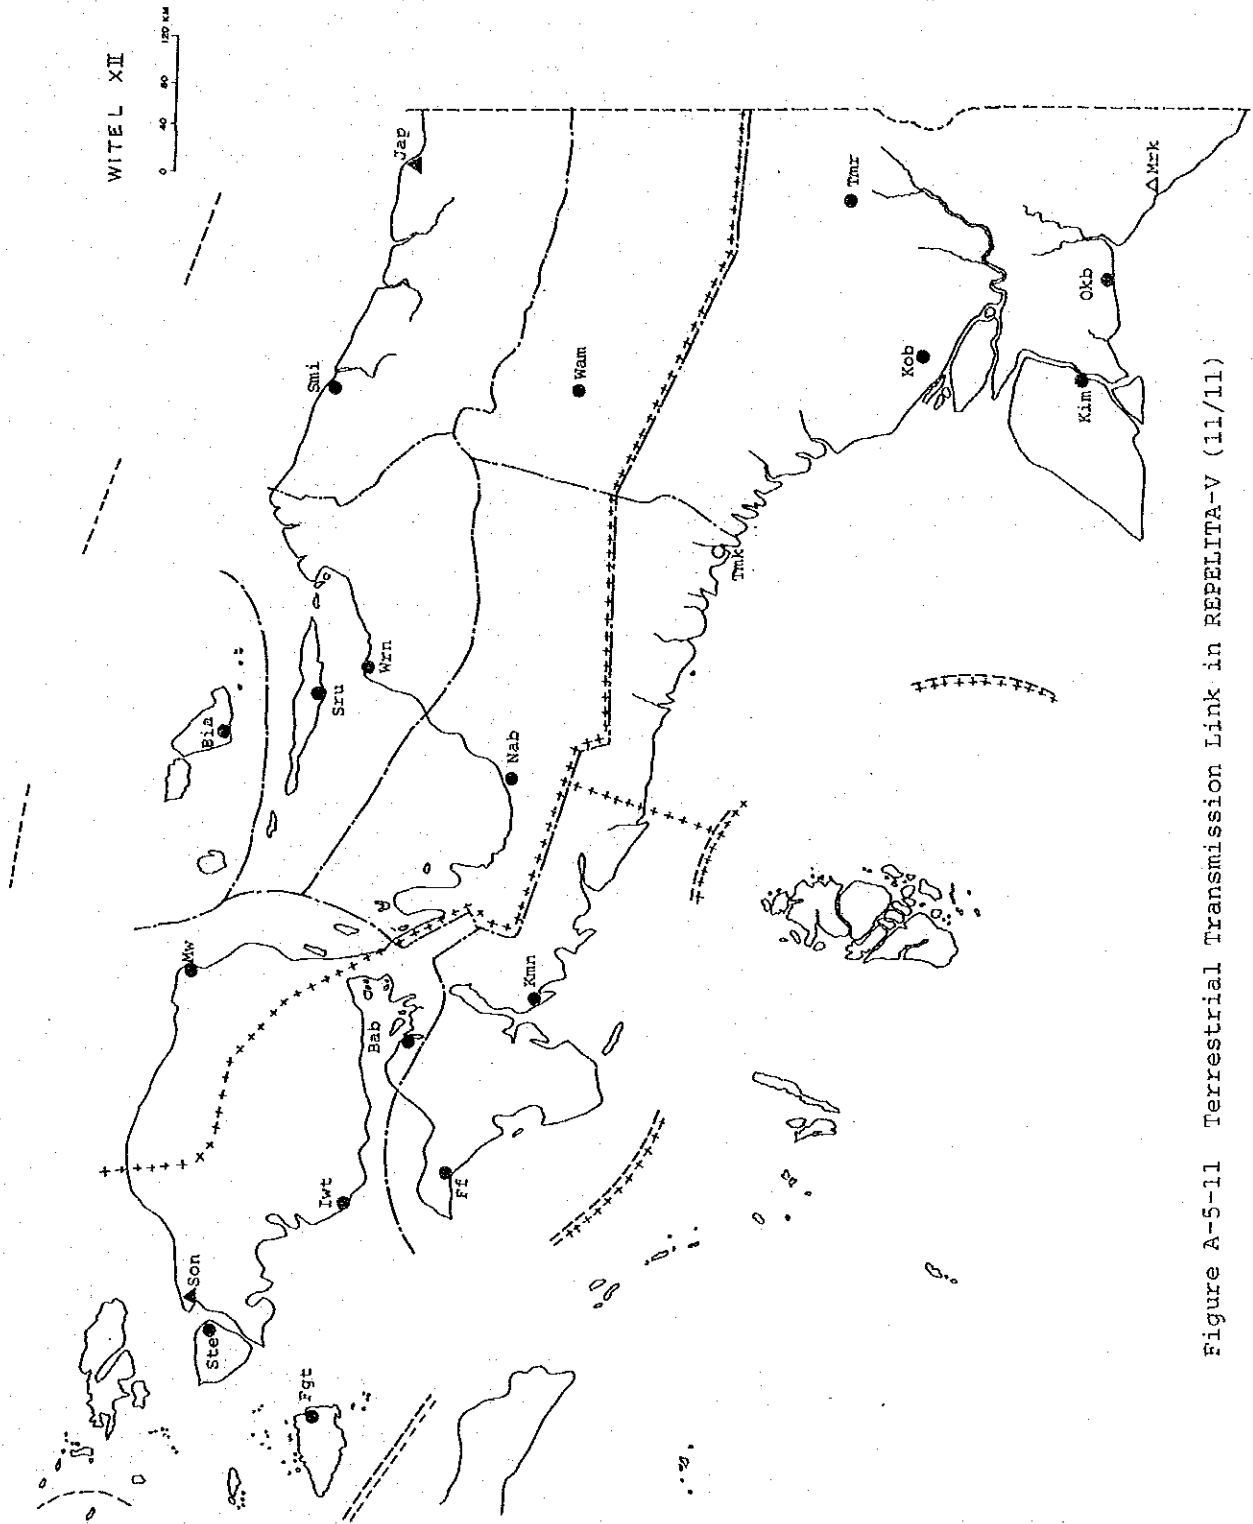 WITEL XII
0 40 80 120 KM
Jap
Smi
Wam
Tmr
Mrk
Okb
Kob
Kim
Tmk
Bia
Sru
Wrn
Nab
Mw
Kmn
Bab
Iwt
Ff
Son
Ste
Fgt
Figure A-5-11 Terrestrial Transmission Link in REPELITA-V (11/11)